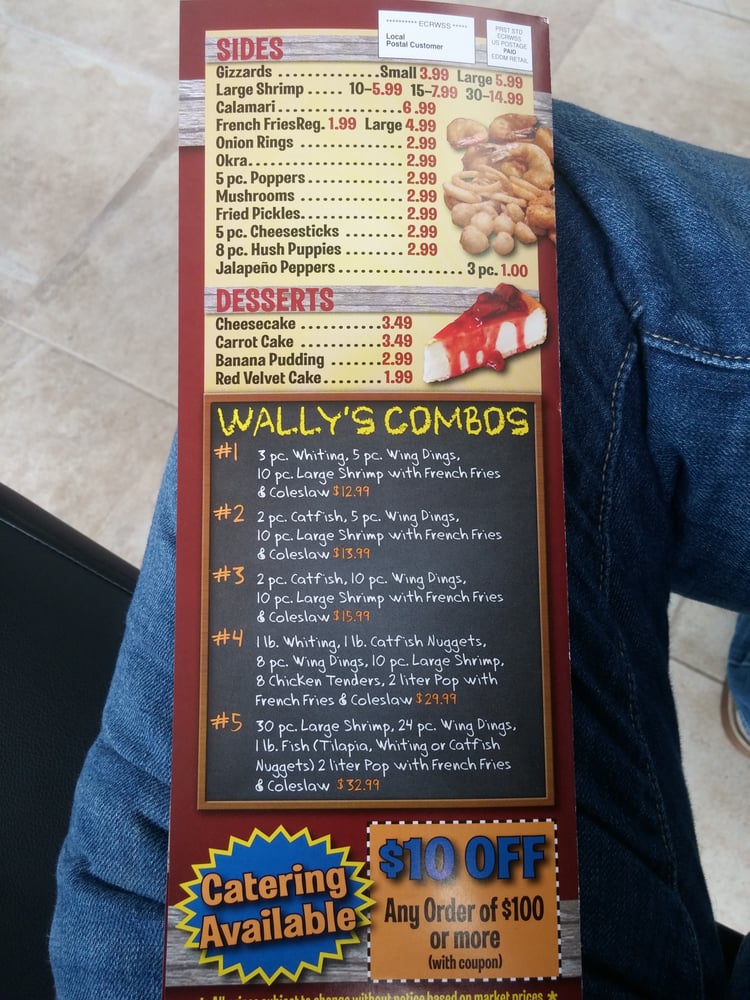 ********** ECRWSS *****
Local
Postal Customer
PRST STD
ECRWSS
US POSTAGE
PAID
EDDM RETAIL
SIDES
Gizzards ..................Small 3.99 Large 5.99
Large Shrimp ..... 10–5.99 15–7.99 30–14.99
Calamari......................6.99
French FriesReg. 1.99 Large 4.99
Onion Rings ................. 2.99
Okra........................ 2.99
5 pc. Poppers ............... 2.99
Mushrooms ................. 2.99
Fried Pickles................ 2.99
5 pc. Cheesesticks .......... 2.99
8 pc. Hush Puppies .......... 2.99
Jalapeño Peppers .................... 3 pc. 1.00
DESSERTS
Cheesecake .............3.49
Carrot Cake .............3.49
Banana Pudding ........2.99
Red Velvet Cake.........1.99
WALLY'S COMBOS
#1 3 pc. Whiting, 5 pc. Wing Dings,
10 pc. Large Shrimp with French Fries
& Coleslaw $12.99
#2 2 pc. Catfish, 5 pc. Wing Dings,
10 pc. Large Shrimp with French Fries
& Coleslaw $13.99
#3 2 pc. Catfish, 10 pc. Wing Dings,
10 pc. Large Shrimp with French Fries
& Coleslaw $15.99
#4 1 lb. Whiting, 1 lb. Catfish Nuggets,
8 pc. Wing Dings, 10 pc. Large Shrimp,
8 Chicken Tenders, 2 liter Pop with
French Fries & Coleslaw $29.99
#5 30 pc. Large Shrimp, 24 pc. Wing Dings,
1 lb. Fish (Tilapia, Whiting or Catfish
Nuggets) 2 liter Pop with French Fries
& Coleslaw $32.99
Catering
Available
$10 OFF
Any Order of $100
or more
(with coupon)
subject to change without notice based on market prices *